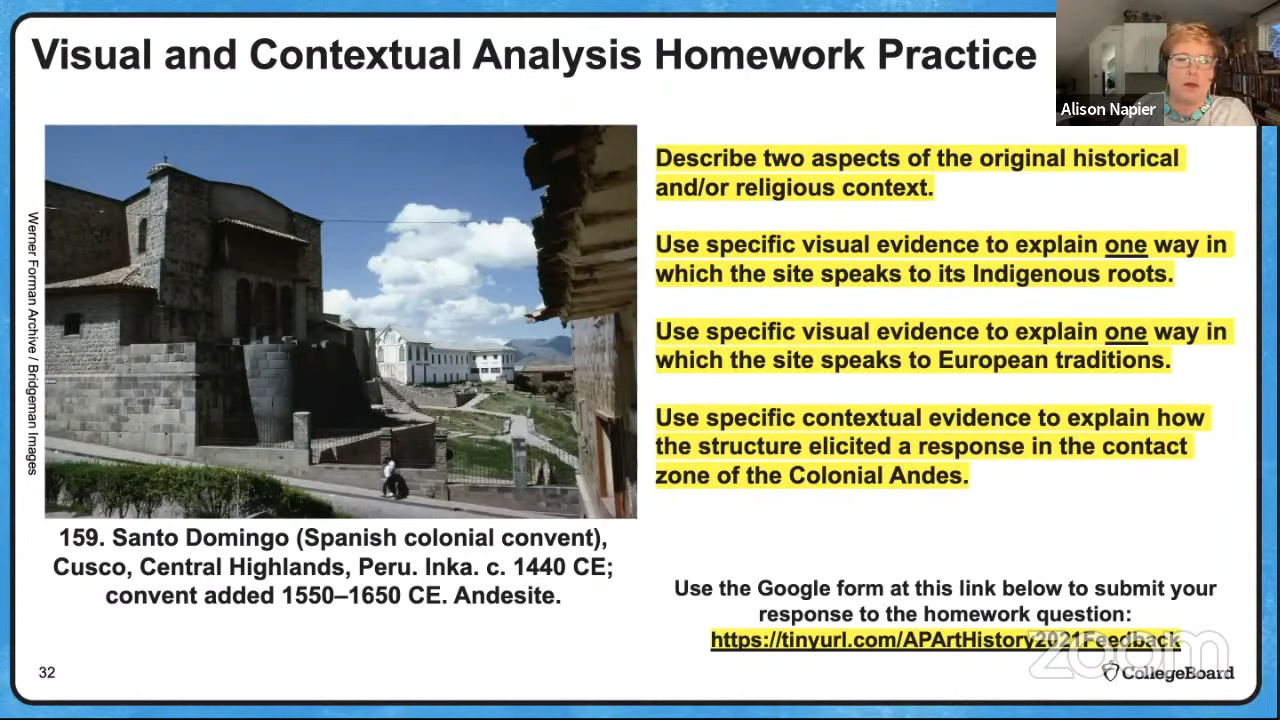 Visual and Contextual Analysis Homework Practice
Alison Napier
Werner Forman Archive / Bridgeman Images
Describe two aspects of the original historical
and/or religious context.
Use specific visual evidence to explain one way in
which the site speaks to its Indigenous roots.
Use specific visual evidence to explain one way in
which the site speaks to European traditions.
Use specific contextual evidence to explain how
the structure elicited a response in the contact
zone of the Colonial Andes.
159. Santo Domingo (Spanish colonial convent),
Cusco, Central Highlands, Peru. Inka. c. 1440 CE;
convent added 1550–1650 CE. Andesite.
Use the Google form at this link below to submit your
response to the homework question:
https://tinyurl.com/APArtHistory2021Feedback
zoom
32
CollegeBoard